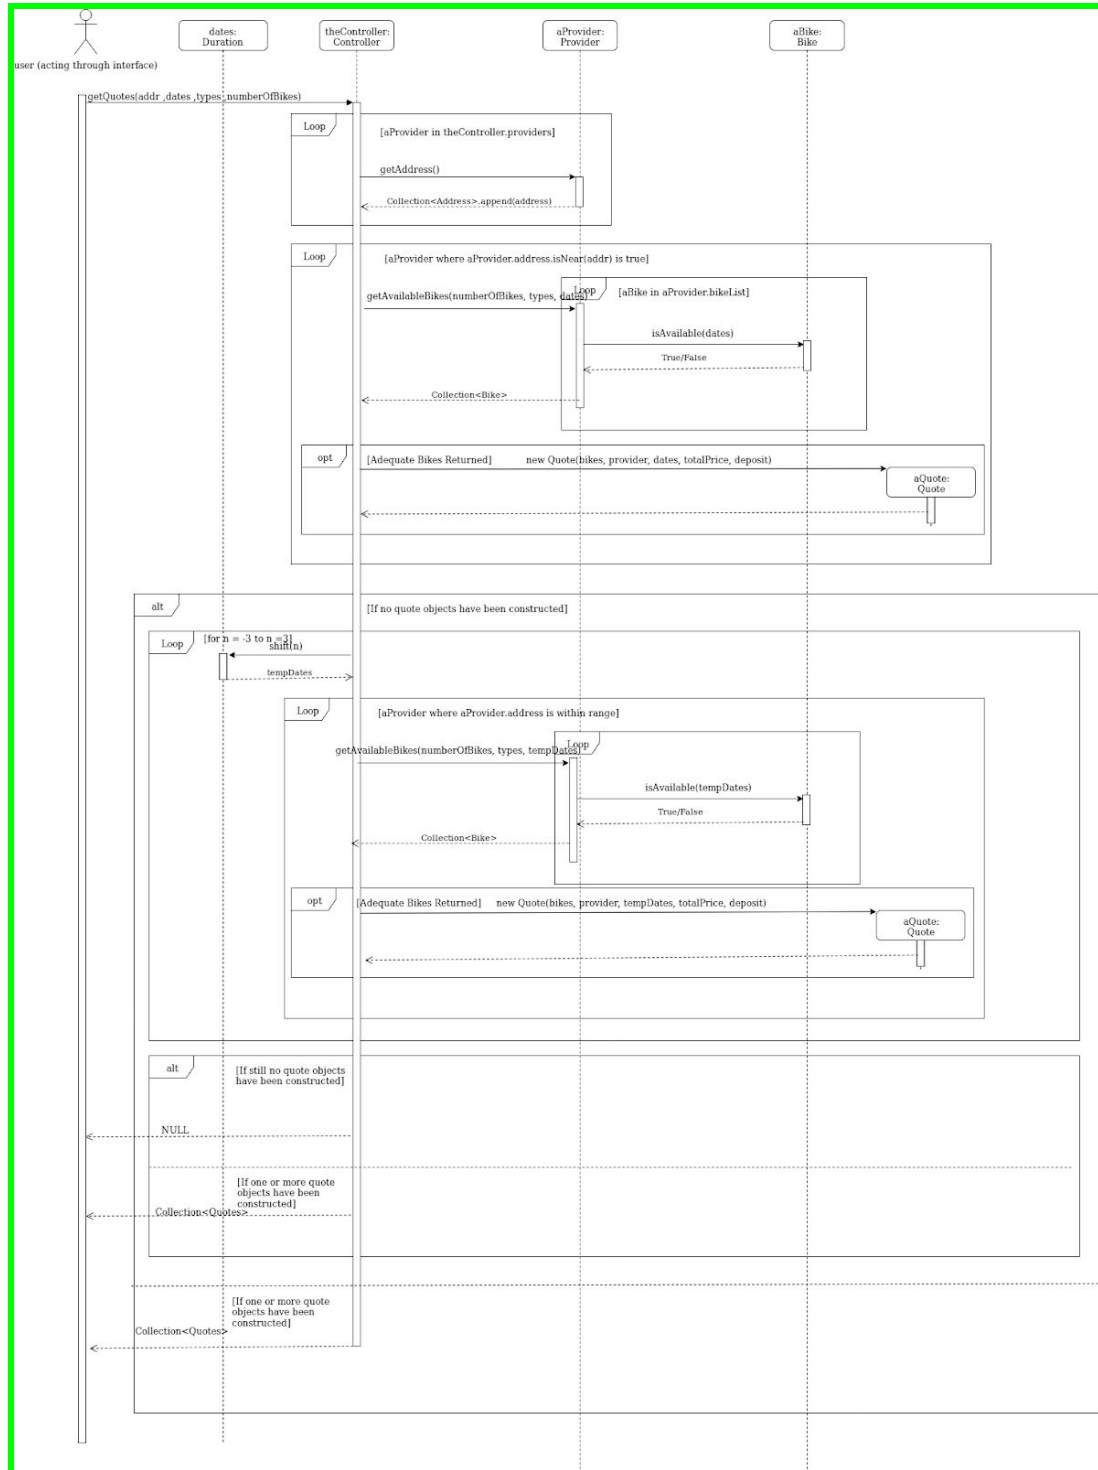 dates:
Duration
theController:
Controller
aProvider:
Provider
aBike:
Bike
user (acting through interface)
getQuotes(addr ,dates ,types ,numberOfBikes)
Loop
[aProvider in theController.providers]
getAddress()
Collection<Address>.append(address)
Loop
[aProvider where aProvider.address.isNear(addr) is true]
Loop
[aBike in aProvider.bikeList]
getAvailableBikes(numberOfBikes, types, dates)
isAvailable(dates)
True/False
Collection<Bike>
opt
[Adequate Bikes Returned]
new Quote(bikes, provider, dates, totalPrice, deposit)
aQuote:
Quote
alt
[If no quote objects have been constructed]
Loop
[for n = -3 to n =3]
shift(n)
tempDates
Loop
[aProvider where aProvider.address is within range]
Loop
getAvailableBikes(numberOfBikes, types, tempDates)
isAvailable(tempDates)
True/False
Collection<Bike>
opt
[Adequate Bikes Returned]
new Quote(bikes, provider, tempDates, totalPrice, deposit)
aQuote:
Quote
alt
[If still no quote objects
have been constructed]
NULL
[If one or more quote
objects have been
constructed]
Collection<Quotes>
[If one or more quote
objects have been
constructed]
Collection<Quotes>